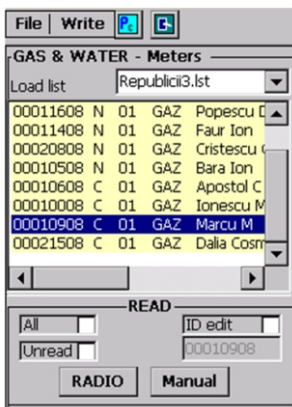 File Write Pc
GAS & WATER - Meters
Load list Republicii3.lst
00011608 N 01 GAZ Popescu D
00011408 N 01 GAZ Faur Ion
00020808 N 01 GAZ Cristescu
00010508 N 01 GAZ Bara Ion
00010608 C 01 GAZ Apostol C
00010008 C 01 GAZ Ionescu M
00010908 C 01 GAZ Marcu M
00021508 C 01 GAZ Dalia Cosm
READ
All ID edit
Unread 00010908
RADIO Manual